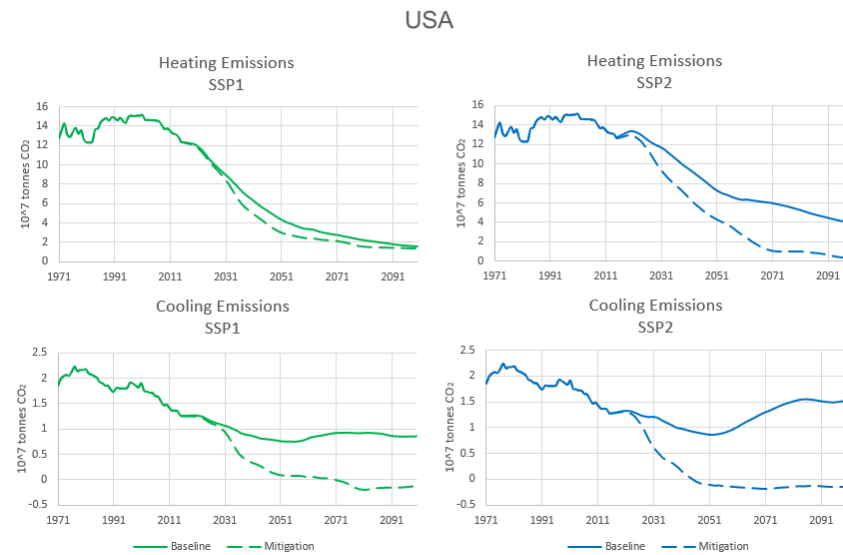 USA
Heating Emissions
SSP1
10^7 tonnes CO₂
16
14
12
10
8
6
4
2
0
1971 1991 2011 2031 2051 2071 2091
Heating Emissions
SSP2
10^7 tonnes CO₂
16
14
12
10
8
6
4
2
0
1971 1991 2011 2031 2051 2071 2091
Cooling Emissions
SSP1
10^7 tonnes CO₂
2.5
2
1.5
1
0.5
0
-0.5
1971 1991 2011 2031 2051 2071 2091
Baseline Mitigation
Cooling Emissions
SSP2
10^7 tonnes CO₂
2.5
2
1.5
1
0.5
0
-0.5
1971 1991 2011 2031 2051 2071 2091
Baseline Mitigation